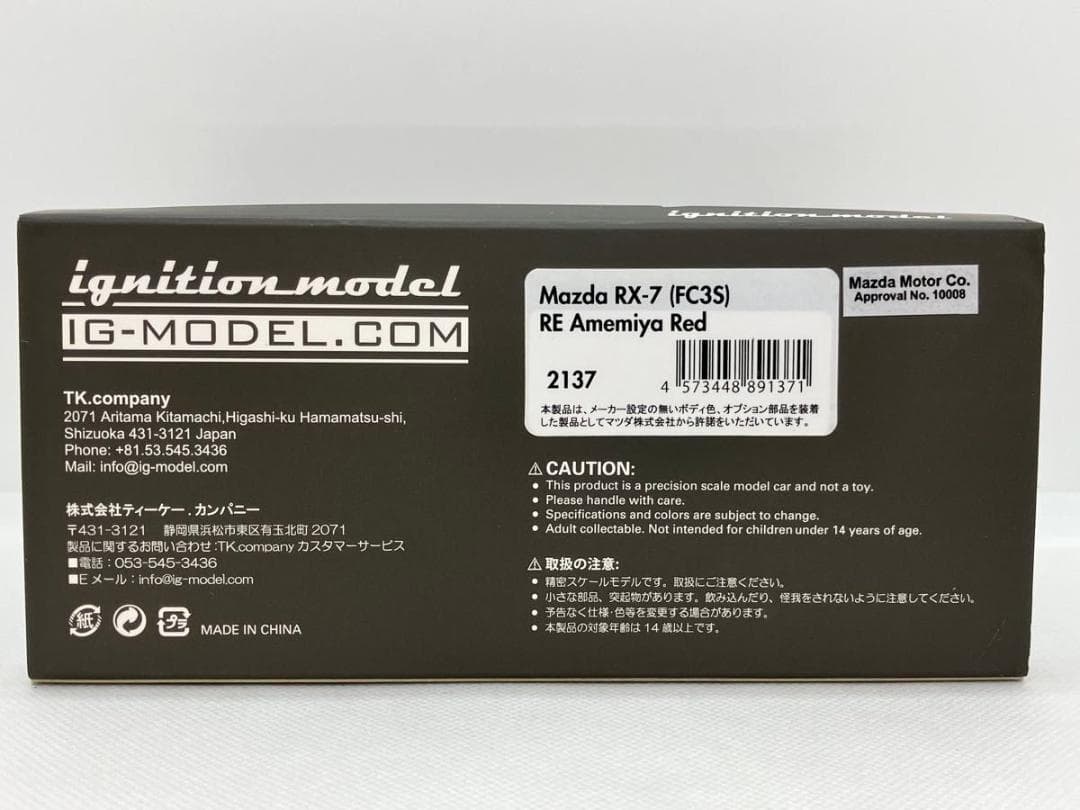 ignition model
ignition model
IG-MODEL.COM
TK.company
2071 Aritama Kitamachi,Higashi-ku Hamamatsu-shi,
Shizuoka 431-3121 Japan
Phone: +81.53.545.3436
Mail: info@ig-model.com
株式会社ティーケー.カンパニー
〒431-3121 静岡県浜松市東区有玉北町2071
製品に関するお問い合わせ:TK.company カスタマーサービス
■電話:053-545-3436
■Eメール:info@ig-model.com
紙
プラ
MADE IN CHINA
Mazda RX-7 (FC3S)
RE Amemiya Red
2137
4 573448 891371
本製品は、メーカー設定の無いボディ色、オプション部品を装着
した製品としてマツダ株式会社から許諾をいただいています。
Mazda Motor Co.
Approval No. 10008
⚠CAUTION:
● This product is a precision scale model car and not a toy.
● Please handle with care.
● Specifications and colors are subject to change.
● Adult collectable. Not intended for children under 14 years of age.
⚠取扱の注意:
● 精密スケールモデルです。取扱にご注意ください。
● 小さな部品、突起物があります。飲み込んだり、怪我をされないように注意してください。
● 予告なく仕様・色等を変更する場合があります。
● 本製品の対象年齢は14歳以上です。